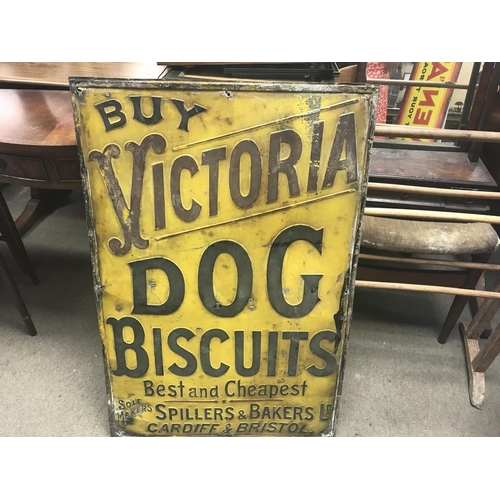 BUY
VICTORIA
DOG
BISCUITS
Best and Cheapest
SOLE MAKERS SPILLERS & BAKERS LD
CARDIFF & BRISTOL.